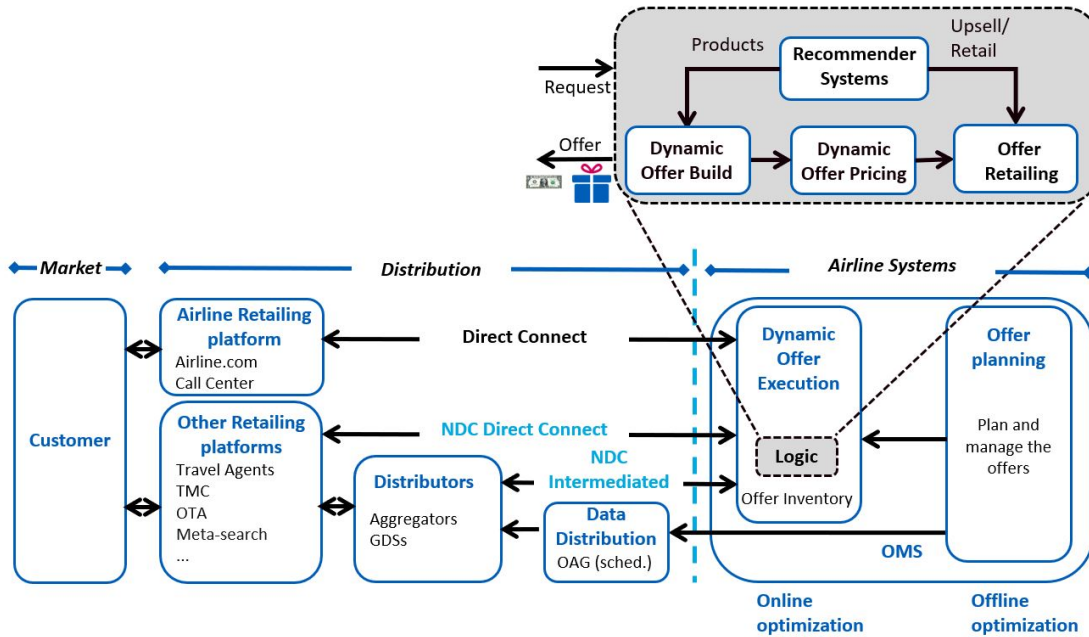 Upsell/
Retail
Products
Recommender
Systems
Request
Offer
Dynamic
Offer Build
Dynamic
Offer Pricing
Offer
Retailing
Market
Distribution
Airline Systems
Customer
Airline Retailing
platform
Airline.com
Call Center
Direct Connect
Other Retailing
platforms
Travel Agents
TMC
OTA
Meta-search
...
NDC Direct Connect
NDC
Intermediated
Distributors
Aggregators
GDSs
Data
Distribution
OAG (sched.)
Dynamic
Offer
Execution
Logic
Offer Inventory
Offer
planning
Plan and
manage the
offers
OMS
Online
optimization
Offline
optimization